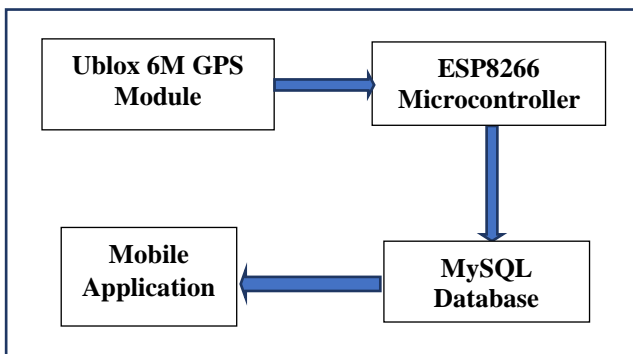 Ublox 6M GPS
Module
ESP8266
Microcontroller
Mobile
Application
MySQL
Database